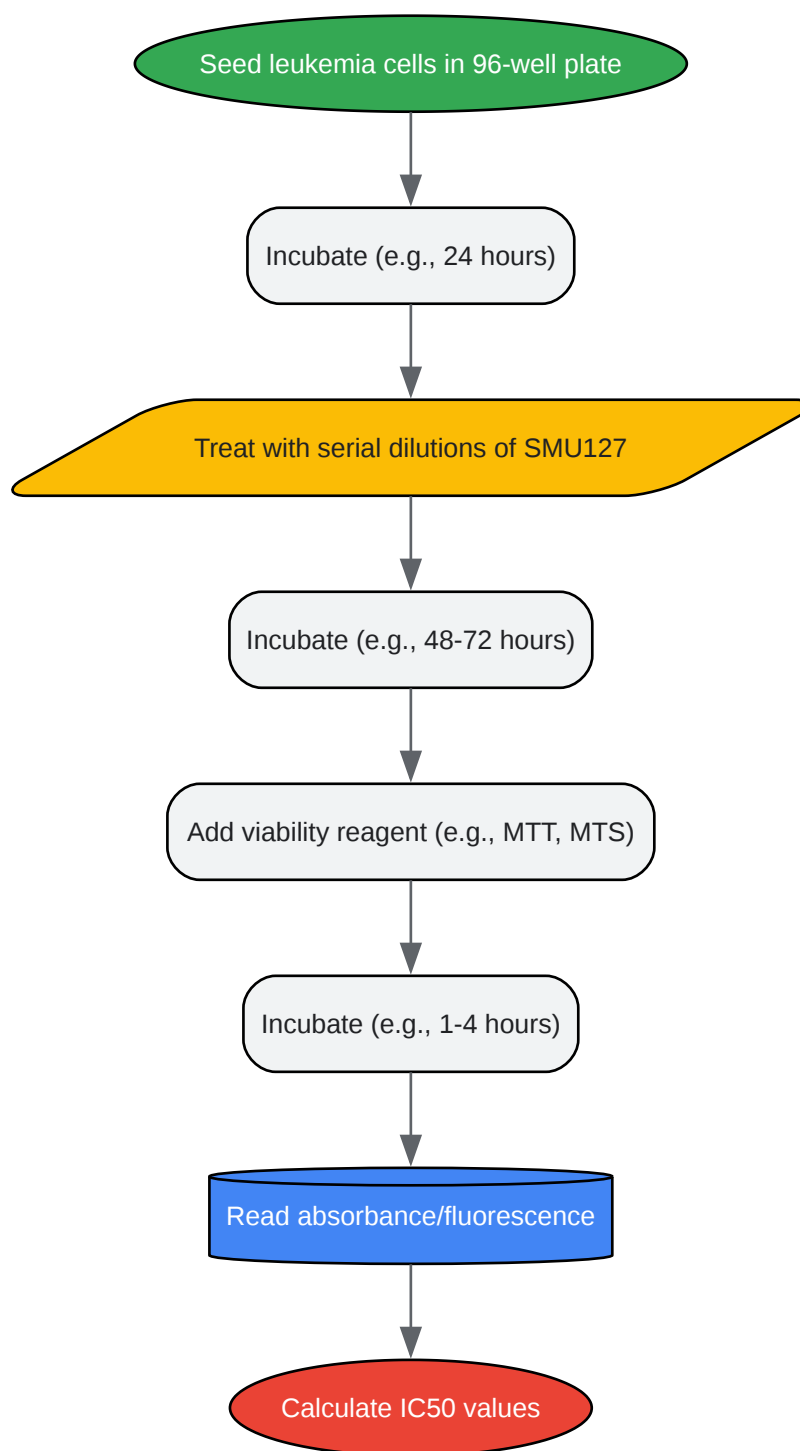 Seed leukemia cells in 96-well plate
Incubate (e.g., 24 hours)
Treat with serial dilutions of SMU127
Incubate (e.g., 48-72 hours)
Add viability reagent (e.g., MTT, MTS)
Incubate (e.g., 1-4 hours)
Read absorbance/fluorescence
Calculate IC50 values